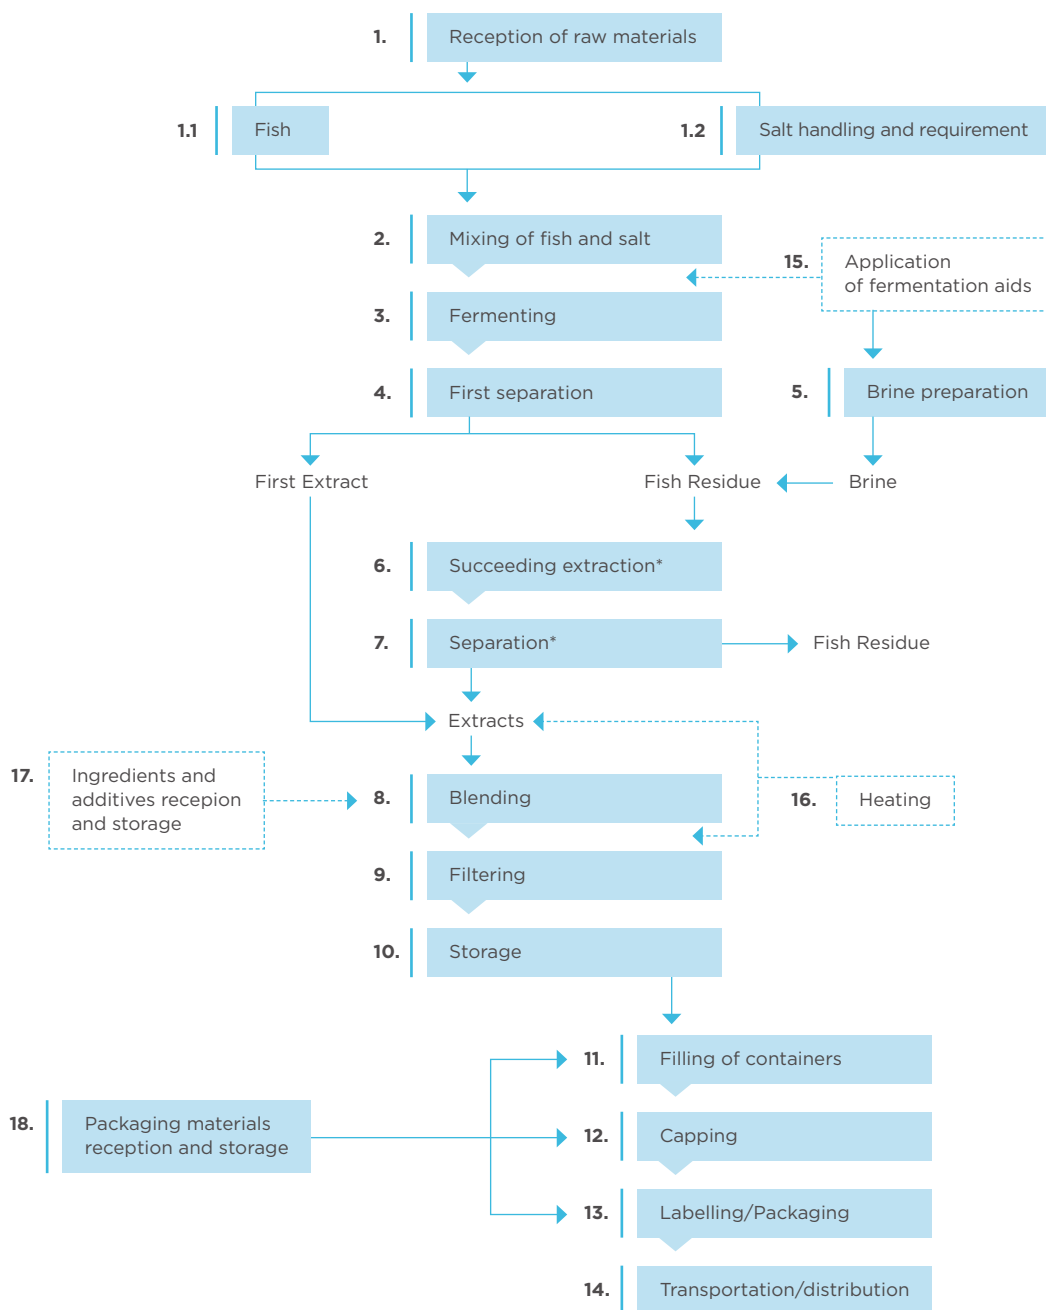 1. Reception of raw materials
1.1 Fish
1.2 Salt handling and requirement
2. Mixing of fish and salt
15. Application
of fermentation aids
3. Fermenting
4. First separation
5. Brine preparation
First Extract
Fish Residue
Brine
6. Succeeding extraction*
7. Separation*
Fish Residue
Extracts
17. Ingredients and
additives recepion
and storage
8. Blending
16. Heating
9. Filtering
10. Storage
11. Filling of containers
18. Packaging materials
reception and storage
12. Capping
13. Labelling/Packaging
14. Transportation/distribution